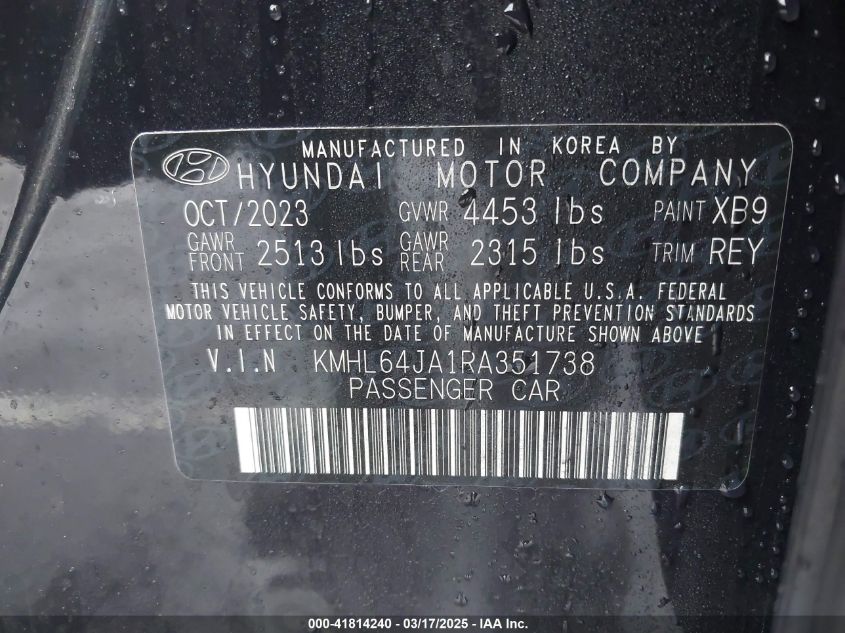 MANUFACTURED IN KOREA BY
HYUNDAI MOTOR COMPANY
OCT/2023 GVWR 4453 lbs PAINT XB9
GAWR FRONT 2513 lbs GAWR REAR 2315 lbs TRIM REY
THIS VEHICLE CONFORMS TO ALL APPLICABLE U.S.A. FEDERAL
MOTOR VEHICLE SAFETY, BUMPER, AND THEFT PREVENTION STANDARDS
IN EFFECT ON THE DATE OF MANUFACTURE SHOWN ABOVE
V.I.N KMHL64JA1RA351738
PASSENGER CAR
000-41814240 - 03/17/2025 - IAA Inc.